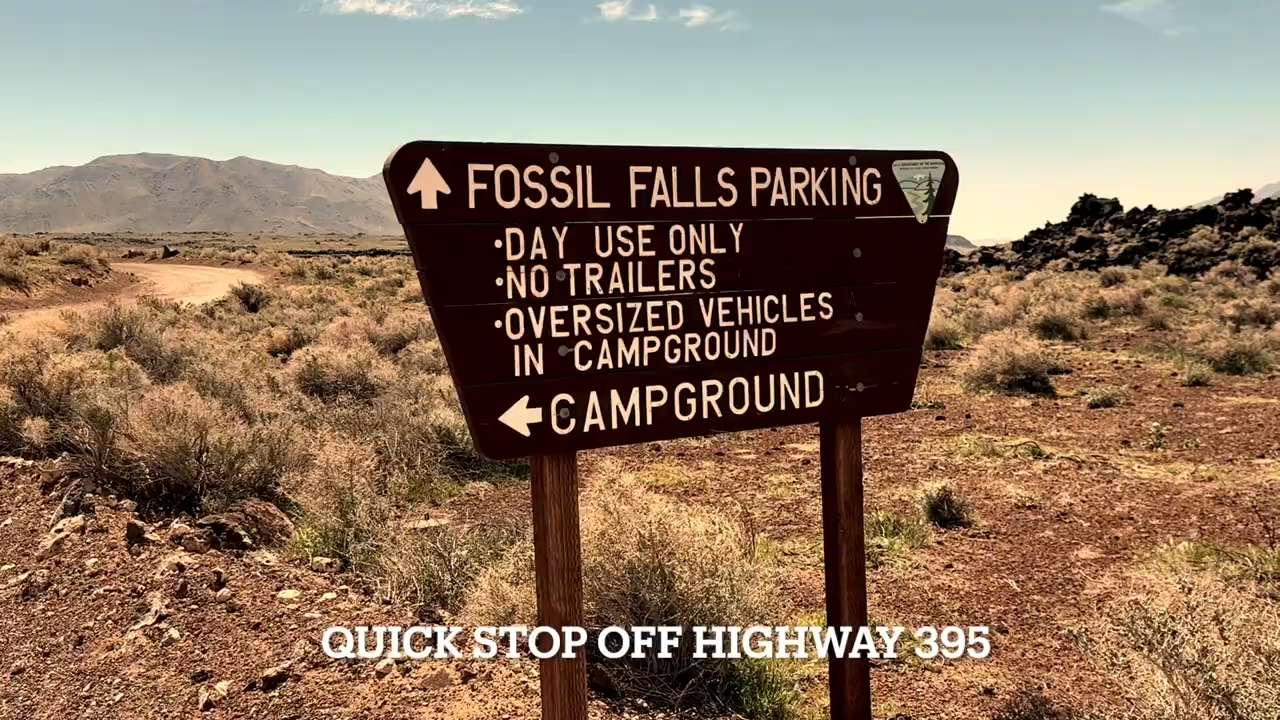 FOSSIL FALLS PARKING
•DAY USE ONLY
•NO TRAILERS
•OVERSIZED VEHICLES
IN CAMPGROUND
CAMPGROUND
QUICK STOP OFF HIGHWAY 395